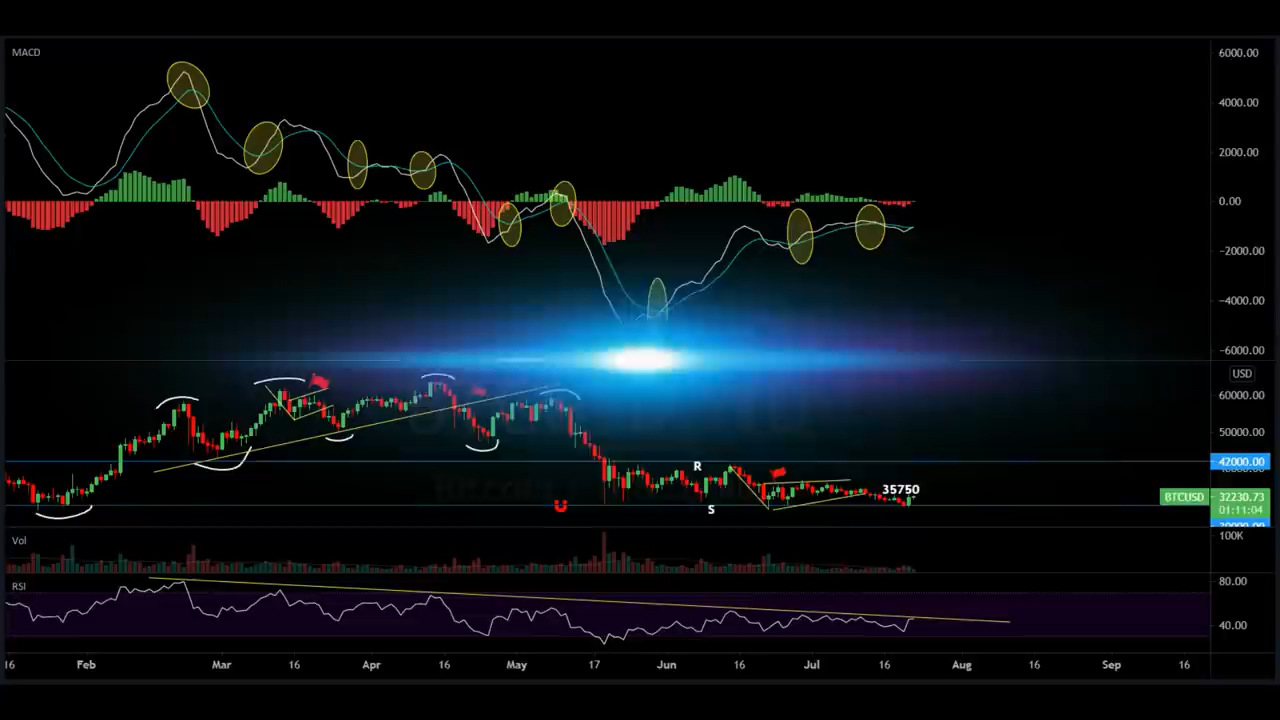 MACD
6000.00
4000.00
2000.00
0.00
−2000.00
−4000.00
−6000.00
USD
60000.00
50000.00
42000.00
R
35750
BTCUSD 32230.73
01:11:04
S
Vol
100K
RSI
80.00
40.00
16 Feb Mar 16 Apr 16 May 17 Jun 16 Jul 16 Aug 16 Sep 16